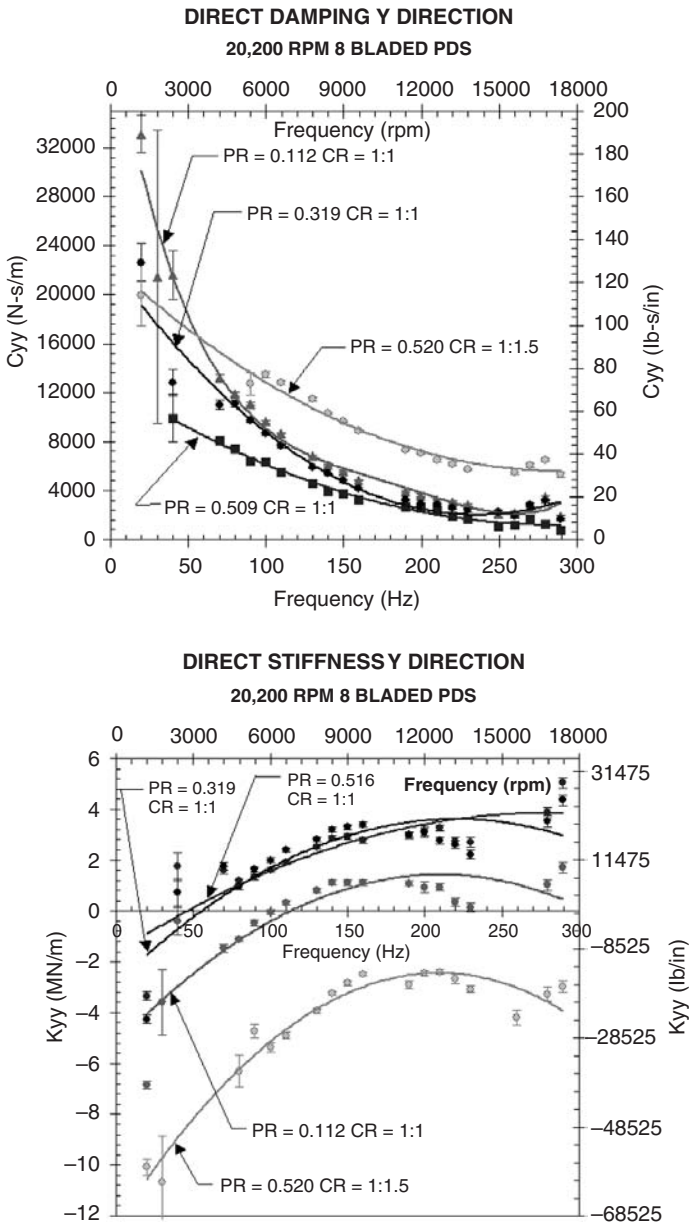 DIRECT DAMPING Y DIRECTION
20,200 RPM 8 BLADED PDS
0 3000 6000 9000 12000 15000 18000
Frequency (rpm)
PR = 0.112 CR = 1:1
PR = 0.319 CR = 1:1
PR = 0.520 CR = 1:1.5
PR = 0.509 CR = 1:1
Cyy (N-s/m)
32000
28000
24000
20000
16000
12000
8000
4000
0
Cyy (lb-s/in)
200
180
160
140
120
100
80
60
40
20
0
0 50 100 150 200 250 300
Frequency (Hz)
DIRECT STIFFNESS Y DIRECTION
20,200 RPM 8 BLADED PDS
0 3000 6000 9000 12000 15000 18000
Frequency (rpm)
PR = 0.319
CR = 1:1
PR = 0.516
CR = 1:1
Kyy (MN/m)
6
4
2
0
−2
−4
−6
−8
−10
−12
Kyy (lb/in)
31475
11475
−8525
−28525
−48525
−68525
0 50 100 150 200 250 300
Frequency (Hz)
PR = 0.112 CR = 1:1
PR = 0.520 CR = 1:1.5